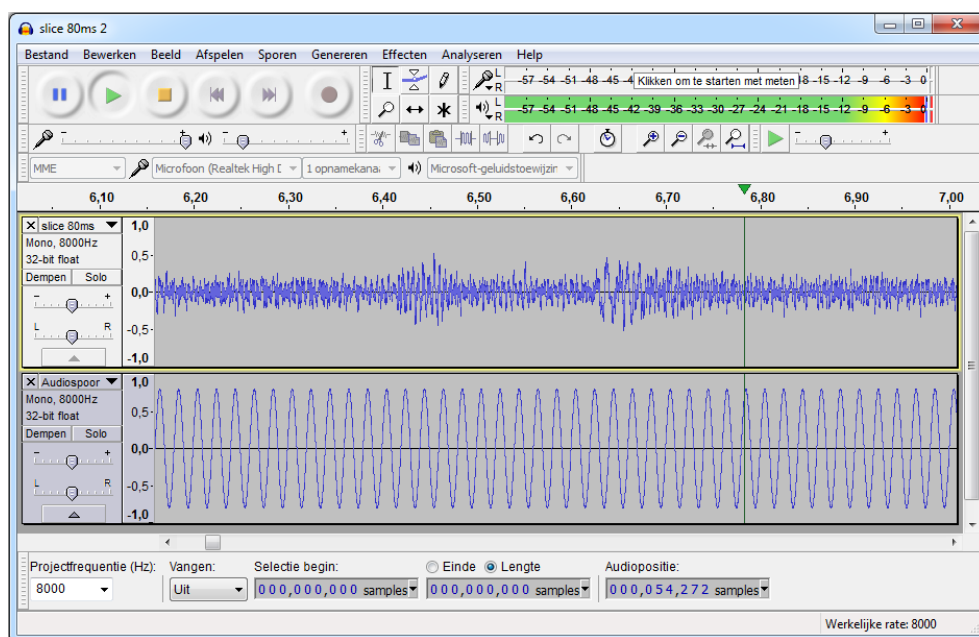 slice 80ms 2
Bestand Bewerken Beeld Afspelen Sporen Genereren Effecten Analyseren Help
L
R
-57 -54 -51 -48 -45 -4 Klikken om te starten met meten 8 -15 -12 -9 -6 -3 0
L
R
-57 -54 -51 -48 -45 -42 -39 -36 -33 -30 -27 -24 -21 -18 -15 -12 -9 -6 -3 0
- + - +
- +
MME Microfoon (Realtek High D 1 opnamekana Microsoft-geluidstoewijzir
6,10 6,20 6,30 6,40 6,50 6,60 6,70 6,80 6,90 7,00
X slice 80ms 1,0
Mono, 8000Hz
32-bit float 0,5
Dempen Solo
- + 0,0
L R -0,5
-1,0
X Audiospoor 1,0
Mono, 8000Hz
32-bit float 0,5
Dempen Solo
- + 0,0
L R -0,5
-1,0
Projectfrequentie (Hz): Vangen: Selectie begin: Einde Lengte Audiopositie:
8000 Uit 000,000,000 samples 000,000,000 samples 000,054,272 samples
Werkelijke rate: 8000